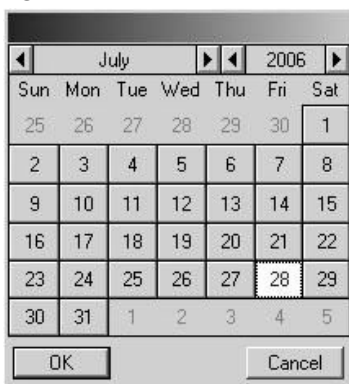 July 2006
Sun Mon Tue Wed Thu Fri Sat
25 26 27 28 29 30 1
2 3 4 5 6 7 8
9 10 11 12 13 14 15
16 17 18 19 20 21 22
23 24 25 26 27 28 29
30 31 1 2 3 4 5
OK Cancel